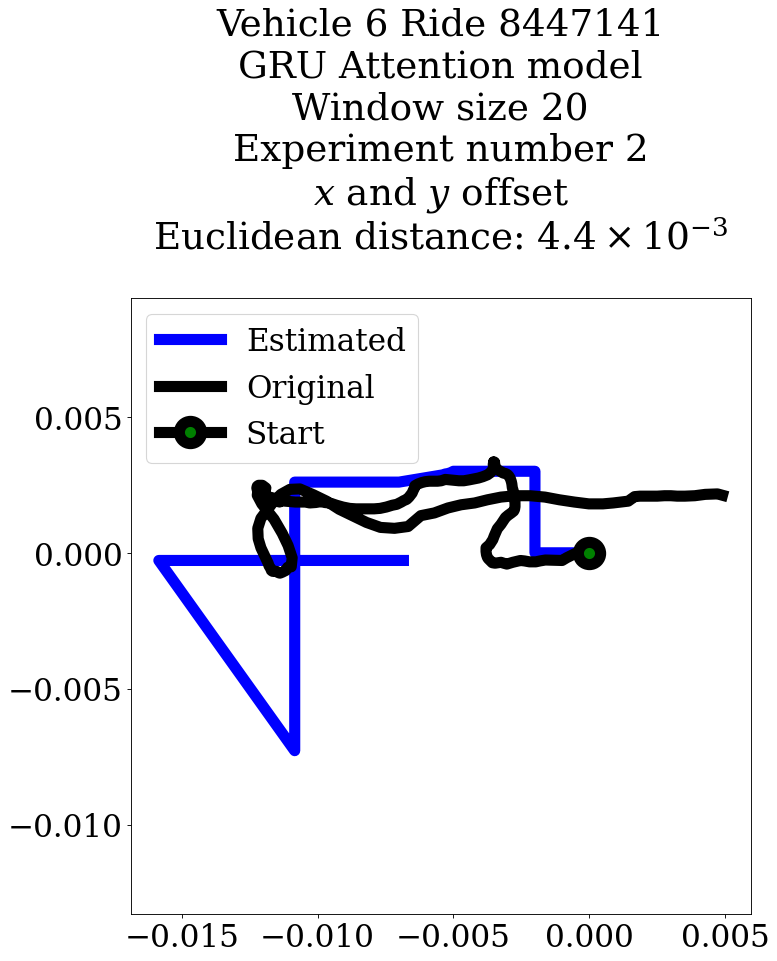 Vehicle 6 Ride 8447141
GRU Attention model
Window size 20
Experiment number 2
x and y offset
Euclidean distance: 4.4 × 10⁻³
Estimated
Original
Start
0.005
0.000
−0.005
−0.010
−0.015 −0.010 −0.005 0.000 0.005